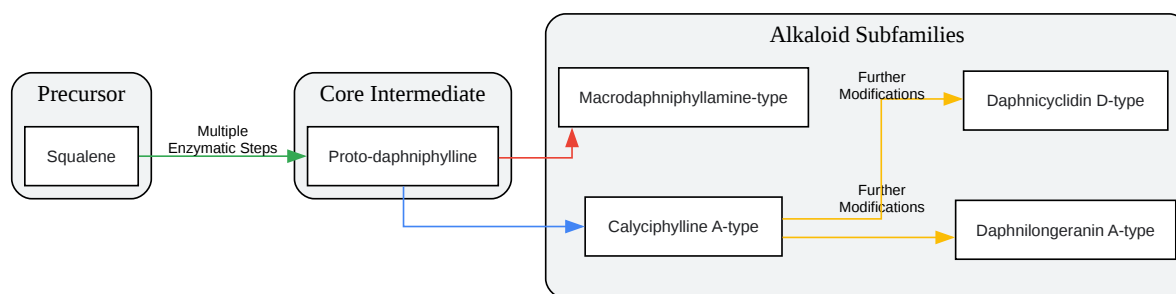 Precursor
Squalene
Multiple
Enzymatic Steps
Core Intermediate
Proto-daphniphylline
Alkaloid Subfamilies
Macrodaphniphyllamine-type
Further
Modifications
Daphnicyclidin D-type
Calyciphylline A-type
Further
Modifications
Daphnilongeranin A-type